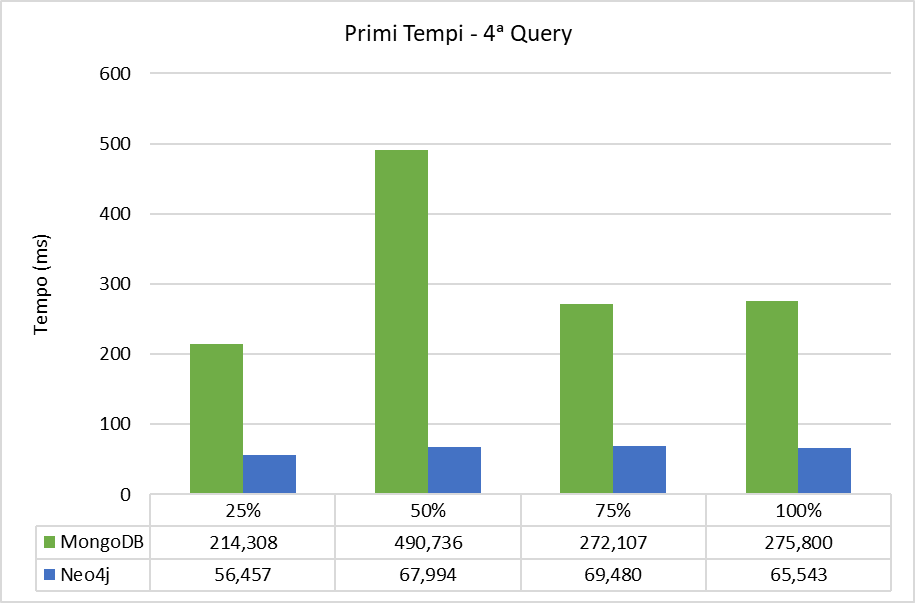 Primi Tempi - 4ª Query
600
500
400
300
200
100
0
Tempo (ms)
25% 50% 75% 100%
MongoDB 214,308 490,736 272,107 275,800
Neo4j 56,457 67,994 69,480 65,543